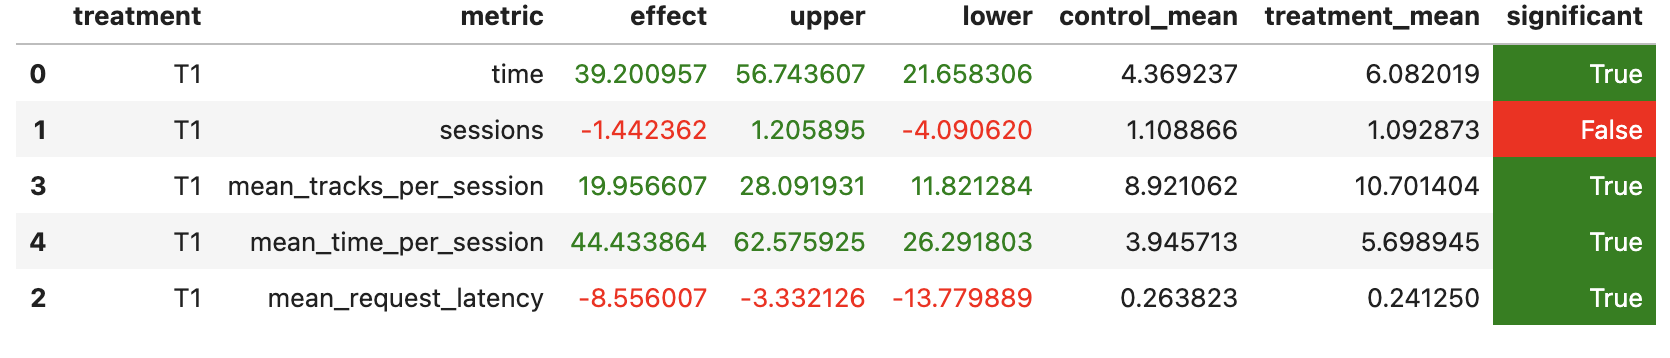 treatment metric effect upper lower control_mean treatment_mean significant
0 T1 time 39.200957 56.743607 21.658306 4.369237 6.082019 True
1 T1 sessions -1.442362 1.205895 -4.090620 1.108866 1.092873 False
3 T1 mean_tracks_per_session 19.956607 28.091931 11.821284 8.921062 10.701404 True
4 T1 mean_time_per_session 44.433864 62.575925 26.291803 3.945713 5.698945 True
2 T1 mean_request_latency -8.556007 -3.332126 -13.779889 0.263823 0.241250 True